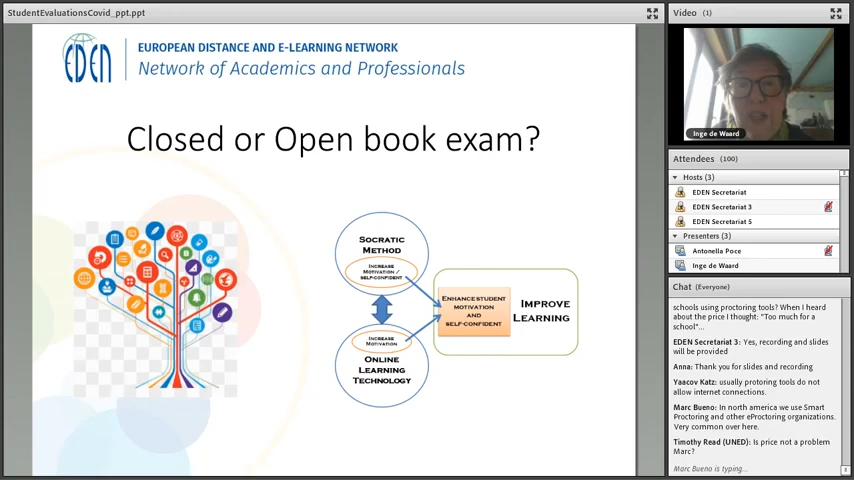 StudentEvaluationsCovid_ppt.ppt
EDEN
EUROPEAN DISTANCE AND E-LEARNING NETWORK
Network of Academics and Professionals
Closed or Open book exam?
SOCRATIC
METHOD
INCREASE
MOTIVATION /
SELF-CONFIDENT
INCREASE
MOTIVATION
ONLINE
LEARNING
TECHNOLOGY
ENHANCE STUDENT
MOTIVATION
AND
SELF-CONFIDENT
IMPROVE
LEARNING
Video (1)
Inge de Waard
Attendees (100)
Hosts (3)
EDEN Secretariat
EDEN Secretariat 3
EDEN Secretariat 5
Presenters (3)
Antonella Poce
Inge de Waard
Chat (Everyone)
schools using proctoring tools? When I heard
about the price I thought: "Too much for a
school"...
EDEN Secretariat 3: Yes, recording and slides
will be provided
Anna: Thank you for slides and recording
Yaacov Katz: usually protoring tools do not
allow internet connections.
Marc Bueno: In north america we use Smart
Proctoring and other eProctoring organizations.
Very common over here.
Timothy Read (UNED): Is price not a problem
Marc?
Marc Bueno is typing...